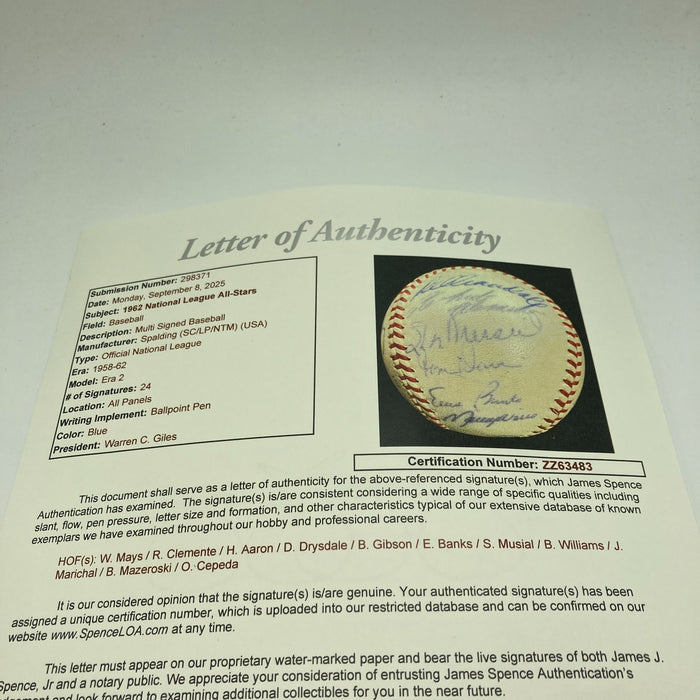 Letter of Authenticity
Submission Number: 298371
Date: Monday, September 8, 2025
Subject: 1962 National League All-Stars
Field: Baseball
Description: Multi Signed Baseball
Manufacturer: Spalding (SC/LP/NTM) (USA)
Type: Official National League
Era: 1958-62
Model: Era 2
# of Signatures: 24
Location: All Panels
Writing Implement: Ballpoint Pen
Color: Blue
President: Warren C. Giles
Stan Musial
Ernie Banks
Certification Number: ZZ63483
This document shall serve as a letter of authenticity for the above-referenced signature(s), which James Spence
Authentication has examined. The signature(s) is/are consistent considering a wide range of specific qualities including
slant, flow, pen pressure, letter size and formation, and other characteristics typical of our extensive database of known
exemplars we have examined throughout our hobby and professional careers.
HOF(s): W. Mays / R. Clemente / H. Aaron / D. Drysdale / B. Gibson / E. Banks / S. Musial / B. Williams / J.
Marichal / B. Mazeroski / O. Cepeda
It is our considered opinion that the signature(s) is/are genuine. Your authenticated signature(s) has been
assigned a unique certification number, which is uploaded into our restricted database and can be confirmed on our
website www.SpenceLOA.com at any time.
This letter must appear on our proprietary water-marked paper and bear the live signatures of both James J.
Spence, Jr and a notary public. We appreciate your consideration of entrusting James Spence Authentication's
and look forward to examining additional collectibles for you in the near future.